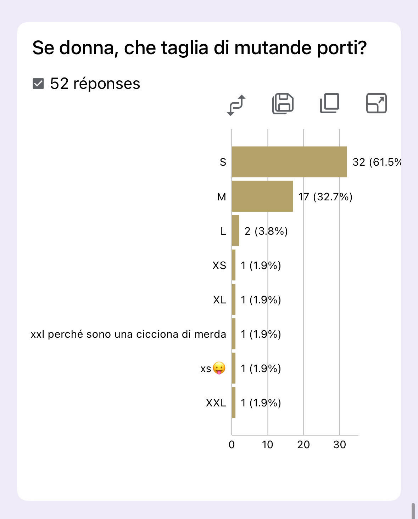 Se donna, che taglia di mutande porti?
52 réponses
S 32 (61.5%
M 17 (32.7%)
L 2 (3.8%)
XS 1 (1.9%)
XL 1 (1.9%)
xxl perché sono una cicciona di merda 1 (1.9%)
xs😛 1 (1.9%)
XXL 1 (1.9%)
0 10 20 30